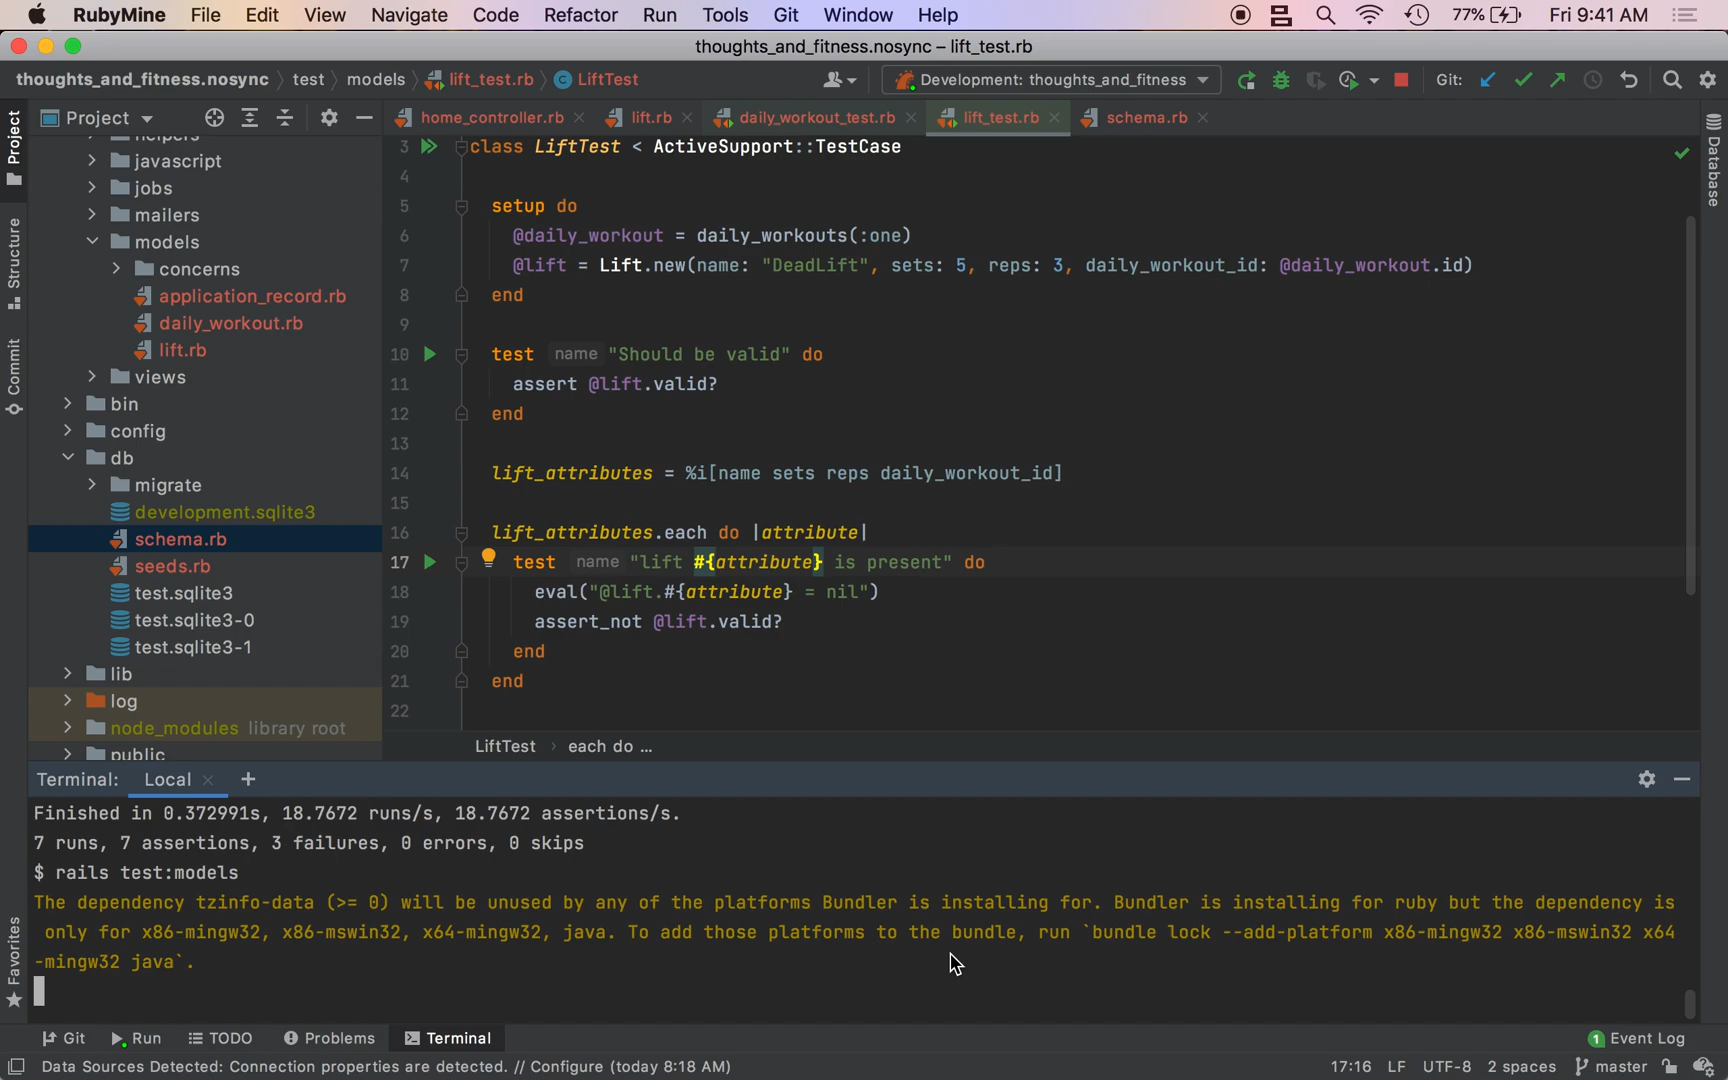 RubyMine File Edit View Navigate Code Refactor Run Tools Git Window Help 77% Fri 9:41 AM
thoughts_and_fitness.nosync – lift_test.rb
thoughts_and_fitness.nosync test models lift_test.rb LiftTest Development: thoughts_and_fitness Git:
Project home_controller.rb lift.rb daily_workout_test.rb lift_test.rb schema.rb
Project
Structure
Commit
Favorites
Database
helpers
javascript
jobs
mailers
models
concerns
application_record.rb
daily_workout.rb
lift.rb
views
bin
config
db
migrate
development.sqlite3
schema.rb
seeds.rb
test.sqlite3
test.sqlite3-0
test.sqlite3-1
lib
log
node_modules library root
public
3 class LiftTest < ActiveSupport::TestCase
4
5 setup do
6 @daily_workout = daily_workouts(:one)
7 @lift = Lift.new(name: "DeadLift", sets: 5, reps: 3, daily_workout_id: @daily_workout.id)
8 end
9
10 test name "Should be valid" do
11 assert @lift.valid?
12 end
13
14 lift_attributes = %i[name sets reps daily_workout_id]
15
16 lift_attributes.each do |attribute|
17 test name "lift #{attribute} is present" do
18 eval("@lift.#{attribute} = nil")
19 assert_not @lift.valid?
20 end
21 end
22
LiftTest › each do ...
Terminal: Local +
Finished in 0.372991s, 18.7672 runs/s, 18.7672 assertions/s.
7 runs, 7 assertions, 3 failures, 0 errors, 0 skips
$ rails test:models
The dependency tzinfo-data (>= 0) will be unused by any of the platforms Bundler is installing for. Bundler is installing for ruby but the dependency is
only for x86-mingw32, x86-mswin32, x64-mingw32, java. To add those platforms to the bundle, run `bundle lock --add-platform x86-mingw32 x86-mswin32 x64
-mingw32 java`.
Git Run TODO Problems Terminal 1 Event Log
Data Sources Detected: Connection properties are detected. // Configure (today 8:18 AM) 17:16 LF UTF-8 2 spaces master